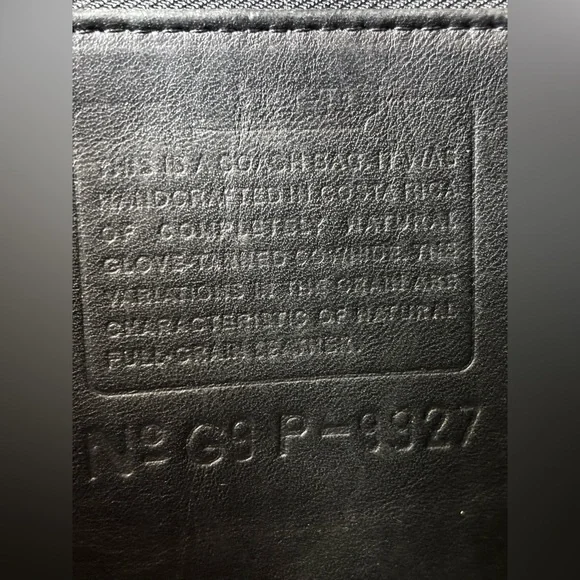 THIS IS A COACH BAG. IT WAS
HANDCRAFTED IN COSTA RICA
OF COMPLETELY NATURAL
GLOVE-TANNED COWHIDE. THE
VARIATIONS IN THE GRAIN ARE
CHARACTERISTIC OF NATURAL
FULL-GRAIN LEATHER.
Nº G9P-9927